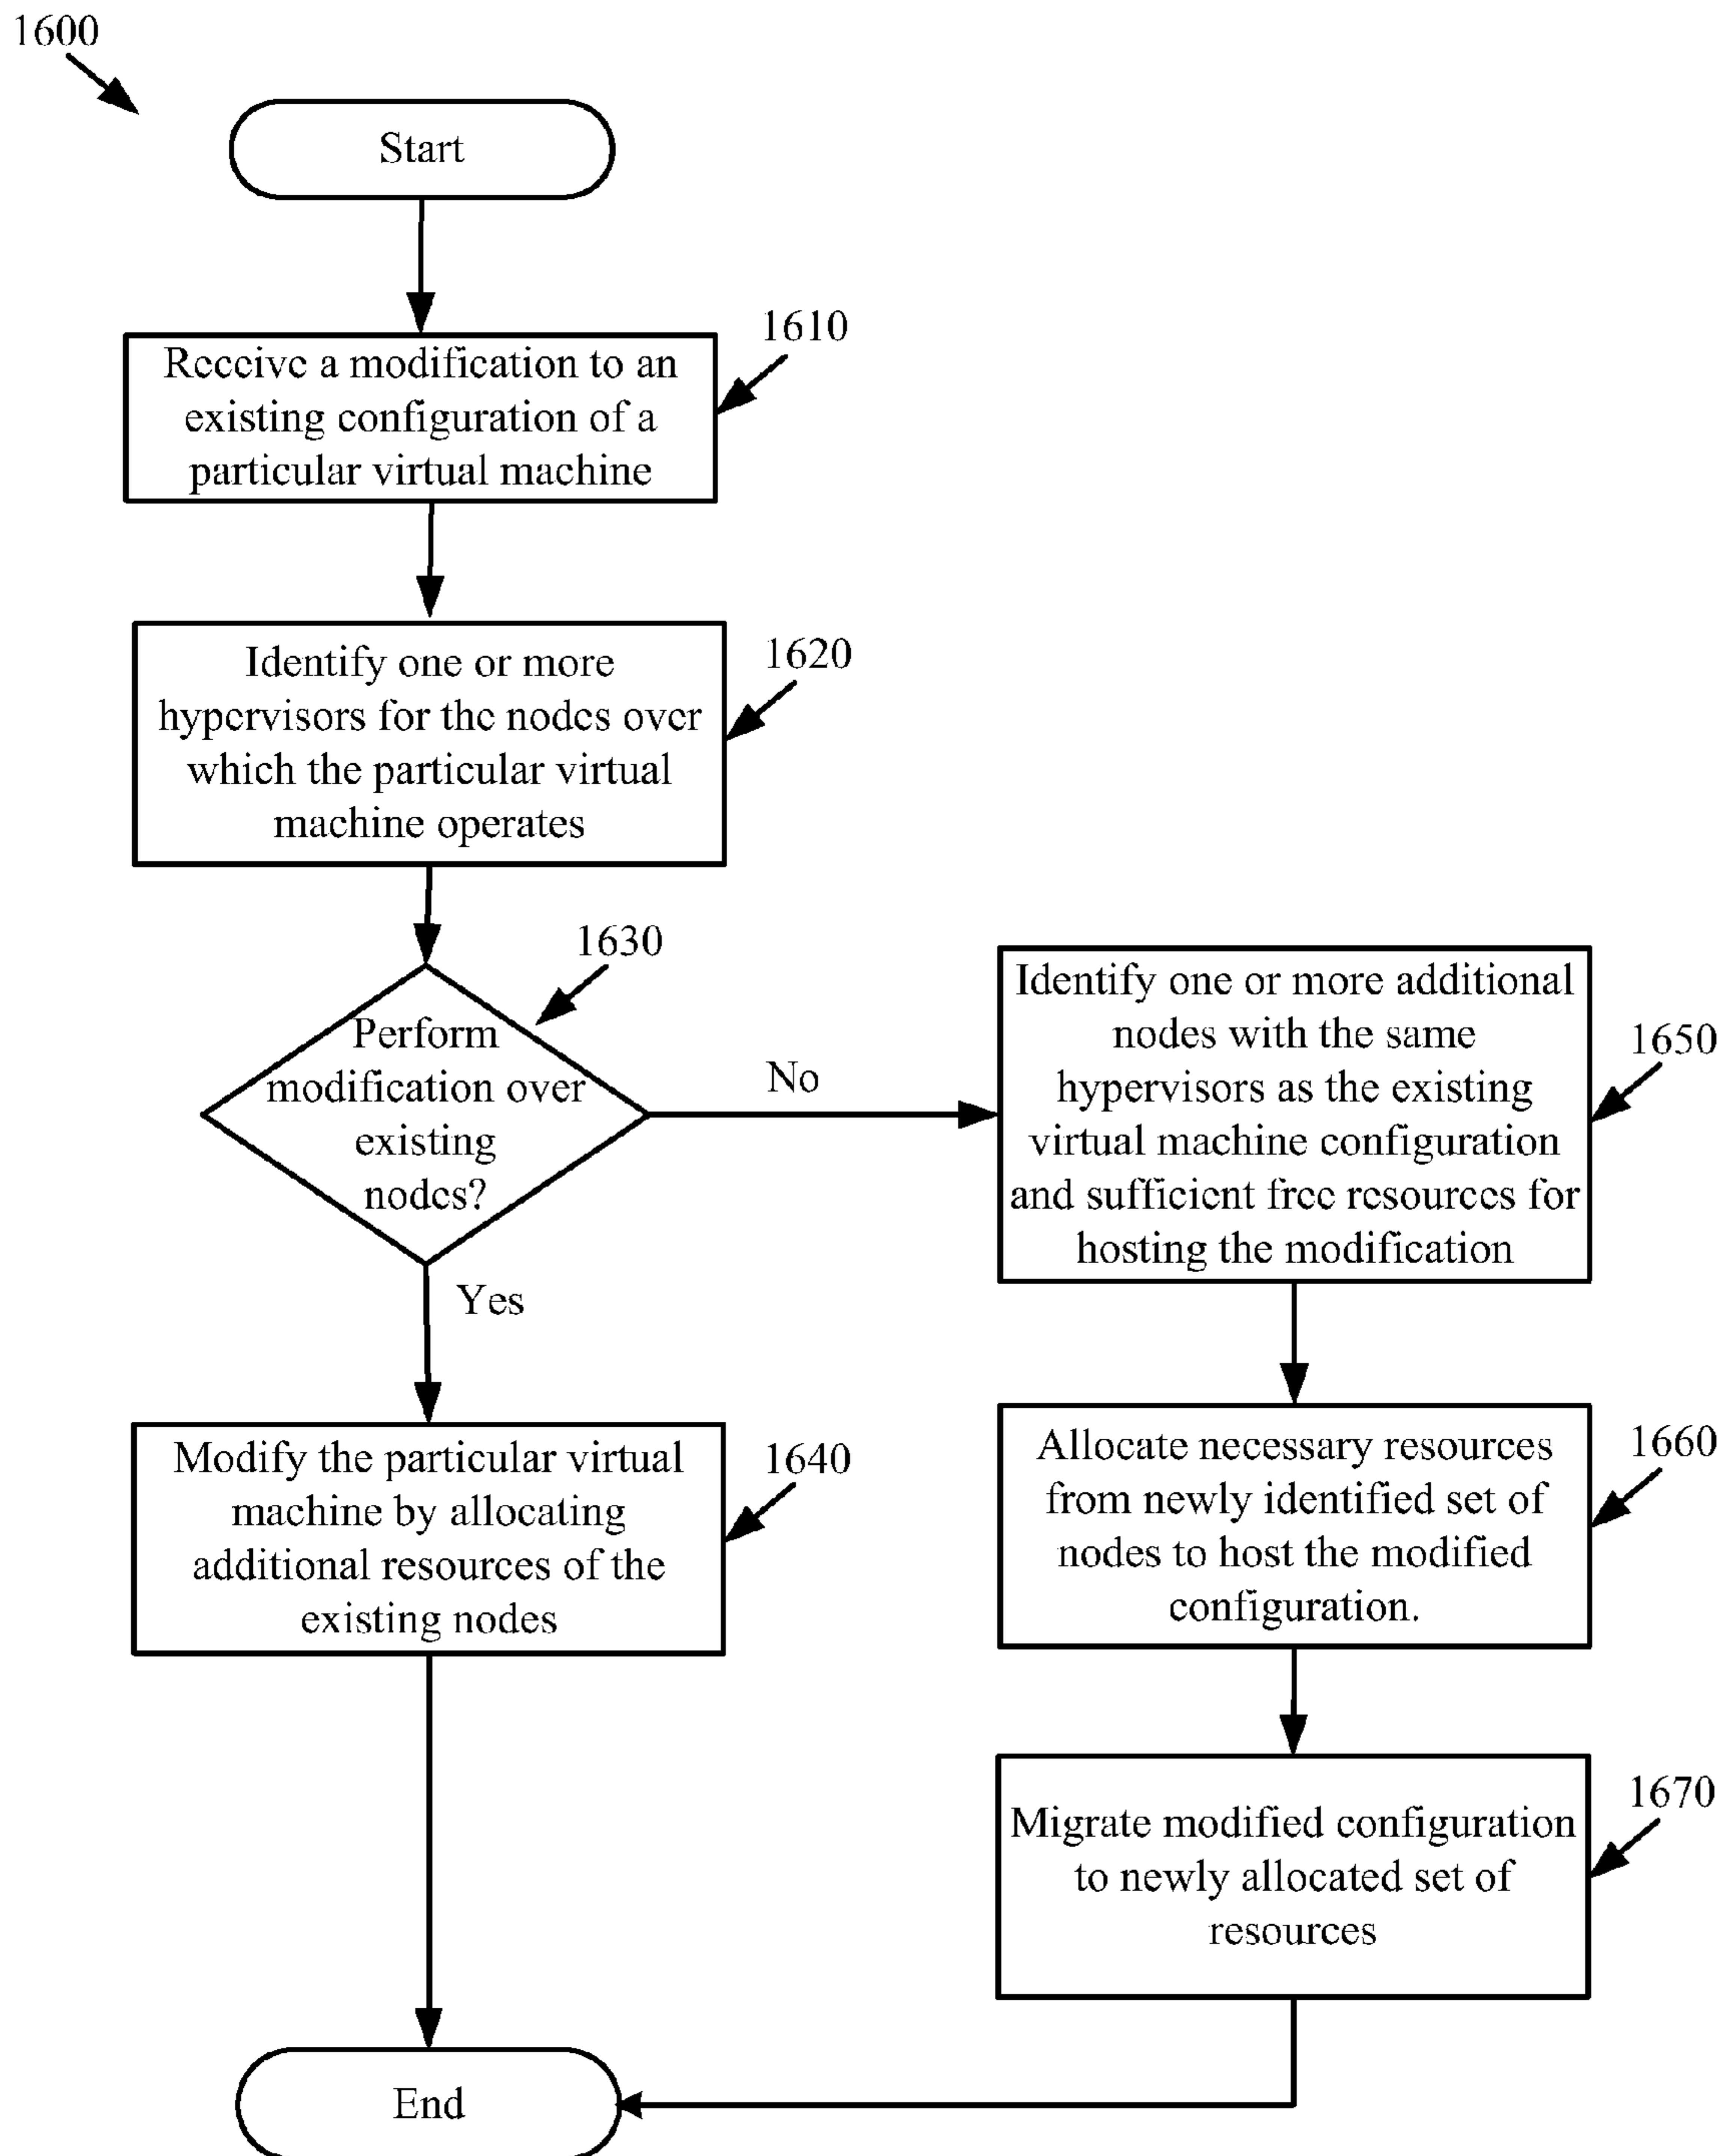 1600
Start
1610
Receive a modification to an
existing configuration of a
particular virtual machine
1620
Identify one or more
hypervisors for the nodes over
which the particular virtual
machine operates
1630
Perform
modification over
existing
nodes?
No
Yes
1640
Modify the particular virtual
machine by allocating
additional resources of the
existing nodes
1650
Identify one or more additional
nodes with the same
hypervisors as the existing
virtual machine configuration
and sufficient free resources for
hosting the modification
1660
Allocate necessary resources
from newly identified set of
nodes to host the modified
configuration.
1670
Migrate modified configuration
to newly allocated set of
resources
End